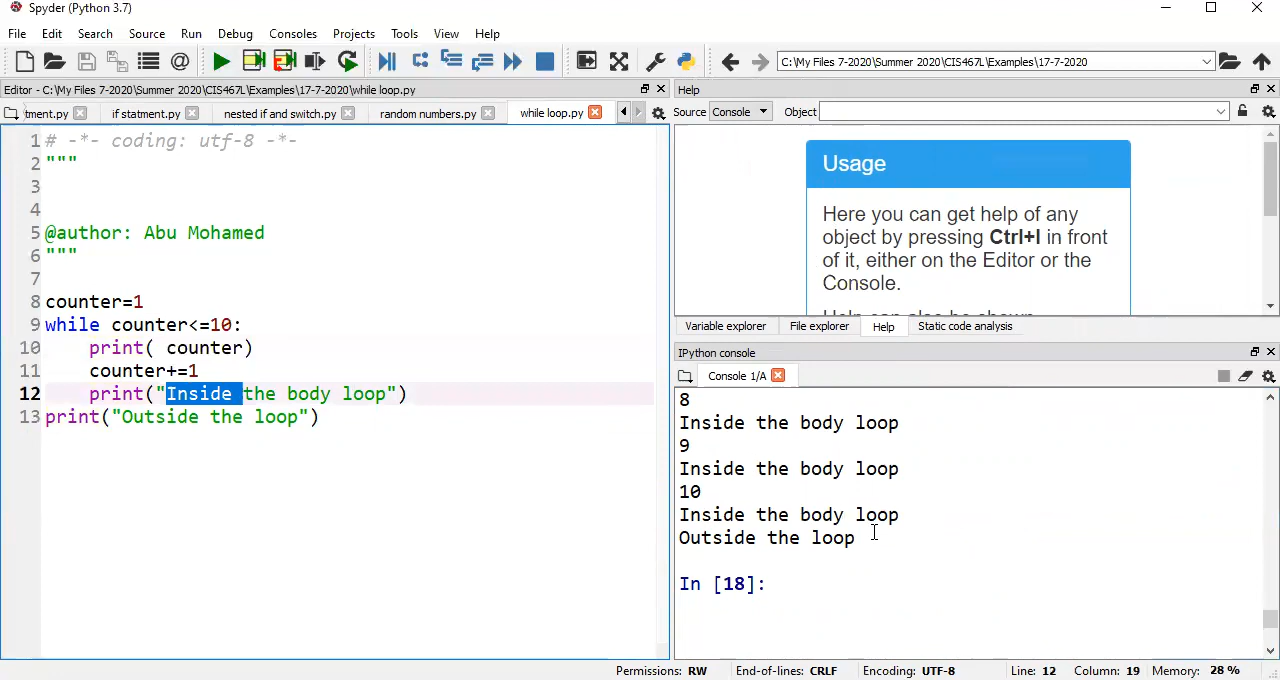 Spyder (Python 3.7)
File Edit Search Source Run Debug Consoles Projects Tools View Help
C:\My Files 7-2020\Summer 2020\CIS467L\Examples\17-7-2020
Editor - C:\My Files 7-2020\Summer 2020\CIS467L\Examples\17-7-2020\while loop.py
tment.py if statment.py nested if and switch.py random numbers.py while loop.py
1 # -*- coding: utf-8 -*-
2 """
3
4
5 @author: Abu Mohamed
6 """
7
8 counter=1
9 while counter<=10:
10 print( counter)
11 counter+=1
12 print("Inside the body loop")
13 print("Outside the loop")
Help
Source Console Object
Usage
Here you can get help of any
object by pressing Ctrl+I in front
of it, either on the Editor or the
Console.
Variable explorer File explorer Help Static code analysis
IPython console
Console 1/A
8
Inside the body loop
9
Inside the body loop
10
Inside the body loop
Outside the loop
In [18]:
Permissions: RW End-of-lines: CRLF Encoding: UTF-8 Line: 12 Column: 19 Memory: 28 %